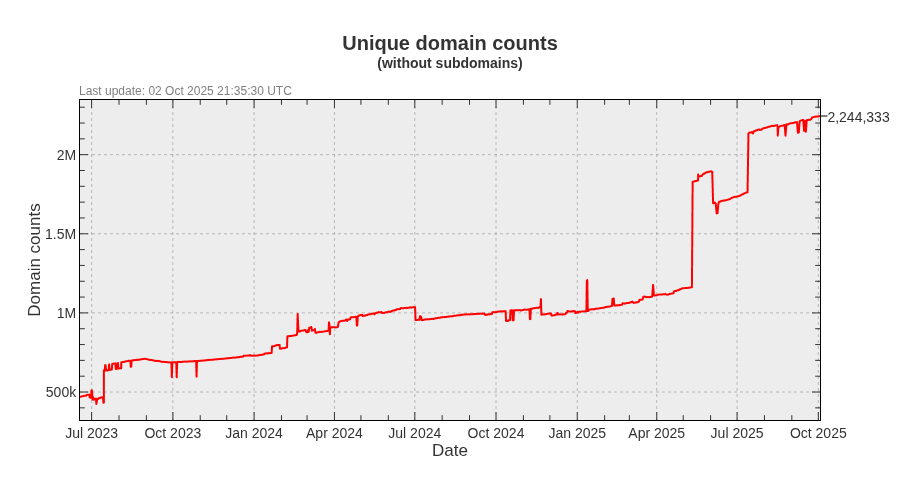 Unique domain counts
(without subdomains)
Last update: 02 Oct 2025 21:35:30 UTC
2,244,333
2M
1.5M
1M
500k
Domain counts
Jul 2023 Oct 2023 Jan 2024 Apr 2024 Jul 2024 Oct 2024 Jan 2025 Apr 2025 Jul 2025 Oct 2025
Date